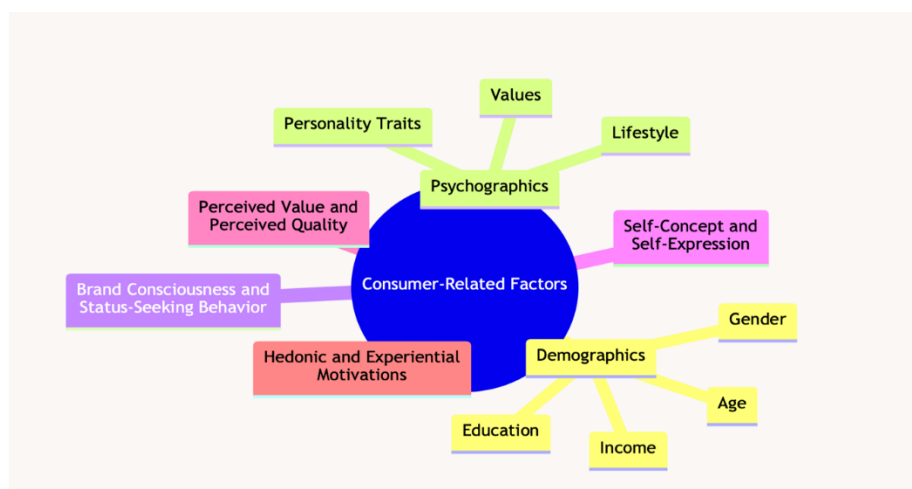 Values
Personality Traits
Lifestyle
Psychographics
Perceived Value and
Perceived Quality
Self-Concept and
Self-Expression
Consumer-Related Factors
Brand Consciousness and
Status-Seeking Behavior
Hedonic and Experiential
Motivations
Demographics
Gender
Age
Education
Income